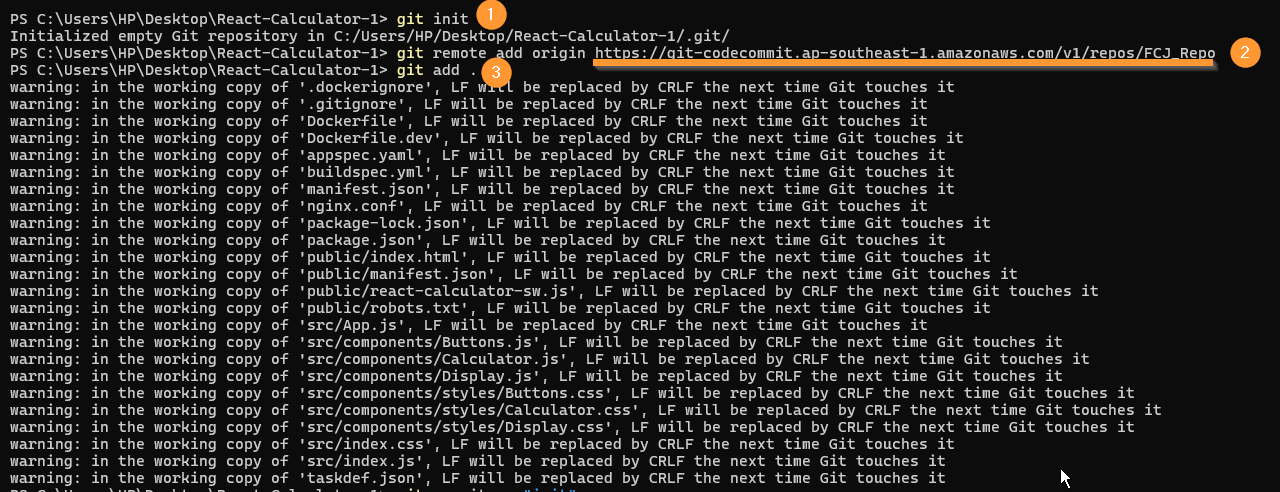 PS C:\Users\HP\Desktop\React-Calculator-1> git init 1
Initialized empty Git repository in C:/Users/HP/Desktop/React-Calculator-1/.git/
PS C:\Users\HP\Desktop\React-Calculator-1> git remote add origin https://git-codecommit.ap-southeast-1.amazonaws.com/v1/repos/FCJ_Repo 2
PS C:\Users\HP\Desktop\React-Calculator-1> git add . 3
warning: in the working copy of '.dockerignore', LF will be replaced by CRLF the next time Git touches it
warning: in the working copy of '.gitignore', LF will be replaced by CRLF the next time Git touches it
warning: in the working copy of 'Dockerfile', LF will be replaced by CRLF the next time Git touches it
warning: in the working copy of 'Dockerfile.dev', LF will be replaced by CRLF the next time Git touches it
warning: in the working copy of 'appspec.yaml', LF will be replaced by CRLF the next time Git touches it
warning: in the working copy of 'buildspec.yml', LF will be replaced by CRLF the next time Git touches it
warning: in the working copy of 'manifest.json', LF will be replaced by CRLF the next time Git touches it
warning: in the working copy of 'nginx.conf', LF will be replaced by CRLF the next time Git touches it
warning: in the working copy of 'package-lock.json', LF will be replaced by CRLF the next time Git touches it
warning: in the working copy of 'package.json', LF will be replaced by CRLF the next time Git touches it
warning: in the working copy of 'public/index.html', LF will be replaced by CRLF the next time Git touches it
warning: in the working copy of 'public/manifest.json', LF will be replaced by CRLF the next time Git touches it
warning: in the working copy of 'public/react-calculator-sw.js', LF will be replaced by CRLF the next time Git touches it
warning: in the working copy of 'public/robots.txt', LF will be replaced by CRLF the next time Git touches it
warning: in the working copy of 'src/App.js', LF will be replaced by CRLF the next time Git touches it
warning: in the working copy of 'src/components/Buttons.js', LF will be replaced by CRLF the next time Git touches it
warning: in the working copy of 'src/components/Calculator.js', LF will be replaced by CRLF the next time Git touches it
warning: in the working copy of 'src/components/Display.js', LF will be replaced by CRLF the next time Git touches it
warning: in the working copy of 'src/components/styles/Buttons.css', LF will be replaced by CRLF the next time Git touches it
warning: in the working copy of 'src/components/styles/Calculator.css', LF will be replaced by CRLF the next time Git touches it
warning: in the working copy of 'src/components/styles/Display.css', LF will be replaced by CRLF the next time Git touches it
warning: in the working copy of 'src/index.css', LF will be replaced by CRLF the next time Git touches it
warning: in the working copy of 'src/index.js', LF will be replaced by CRLF the next time Git touches it
warning: in the working copy of 'taskdef.json', LF will be replaced by CRLF the next time Git touches it